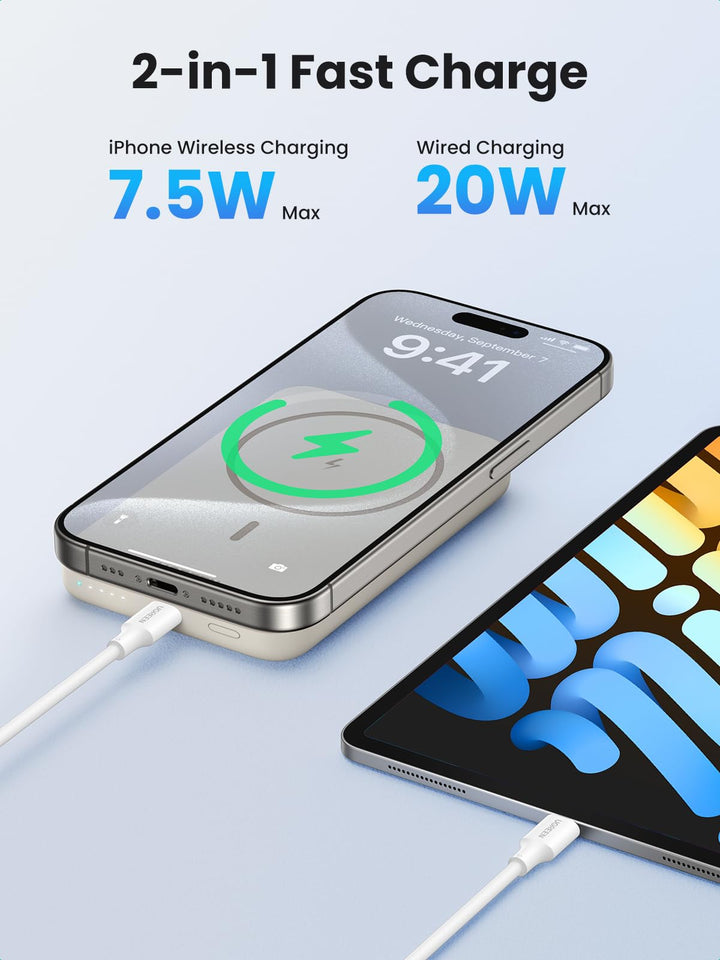 2-in-1 Fast Charge
iPhone Wireless Charging
7.5W Max
Wired Charging
20W Max
Wednesday, September 7
9:41
UGREEN
UGREEN